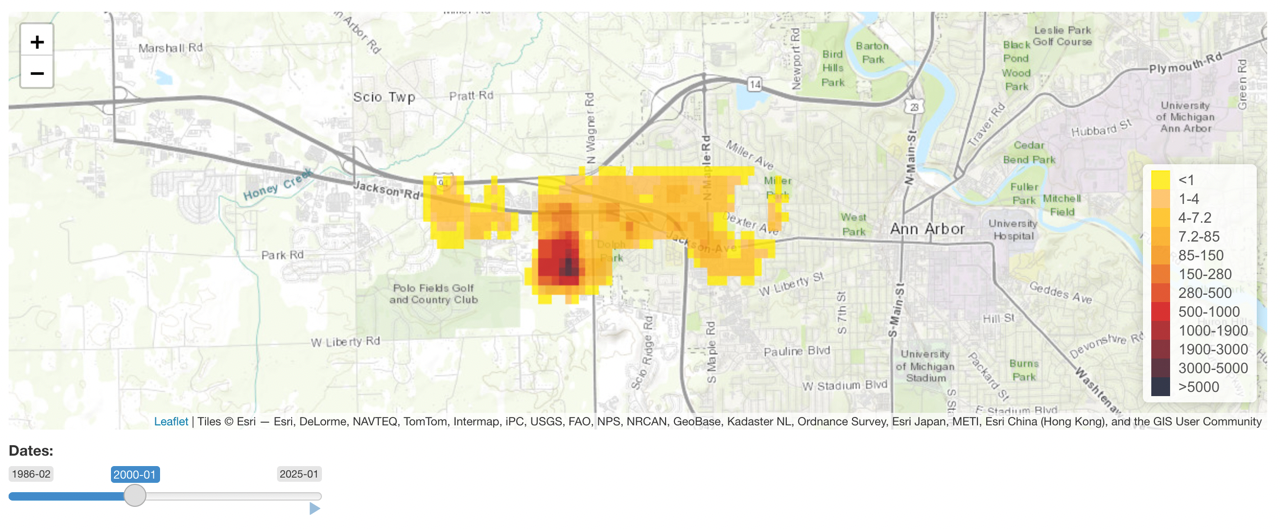 Miller Rd
Ann Arbor Rd
Marshall Rd
Scio Twp
Pratt Rd
N Wagner Rd
14
Newport Rd
Bird
Hills
Park
Barton
Park
Leslie Park
Golf Course
Black
Pond
Wood
Park
Plymouth Rd
Green Rd
University
of Michigan
Ann Arbor
23
N Main St
Traver Rd
Hubbard St
Cedar
Bend Park
Honey Creek
Jackson Rd
N Maple Rd
Miller Ave
Miller
Park
Dexter Ave
Jackson Ave
Dolph
Park
West
Park
Fuller
Park
Mitchell
Field
Ann Arbor
University
Hospital
Park Rd
Polo Fields Golf
and Country Club
W Liberty St
W Liberty Rd
Scio Ridge Rd
S Maple Rd
Pauline Blvd
S 7th St
S Main St
W Stadium Blvd
University
of Michigan
Stadium
Hill St
Geddes Ave
Devonshire Rd
Packard St
Burns
Park
Washtenaw
E Stadium Blvd
+
−
<1
1-4
4-7.2
7.2-85
85-150
150-280
280-500
500-1000
1000-1900
1900-3000
3000-5000
>5000
Leaflet | Tiles © Esri — Esri, DeLorme, NAVTEQ, TomTom, Intermap, iPC, USGS, FAO, NPS, NRCAN, GeoBase, Kadaster NL, Ordnance Survey, Esri Japan, METI, Esri China (Hong Kong), and the GIS User Community
Dates:
1986-02
2000-01
2025-01